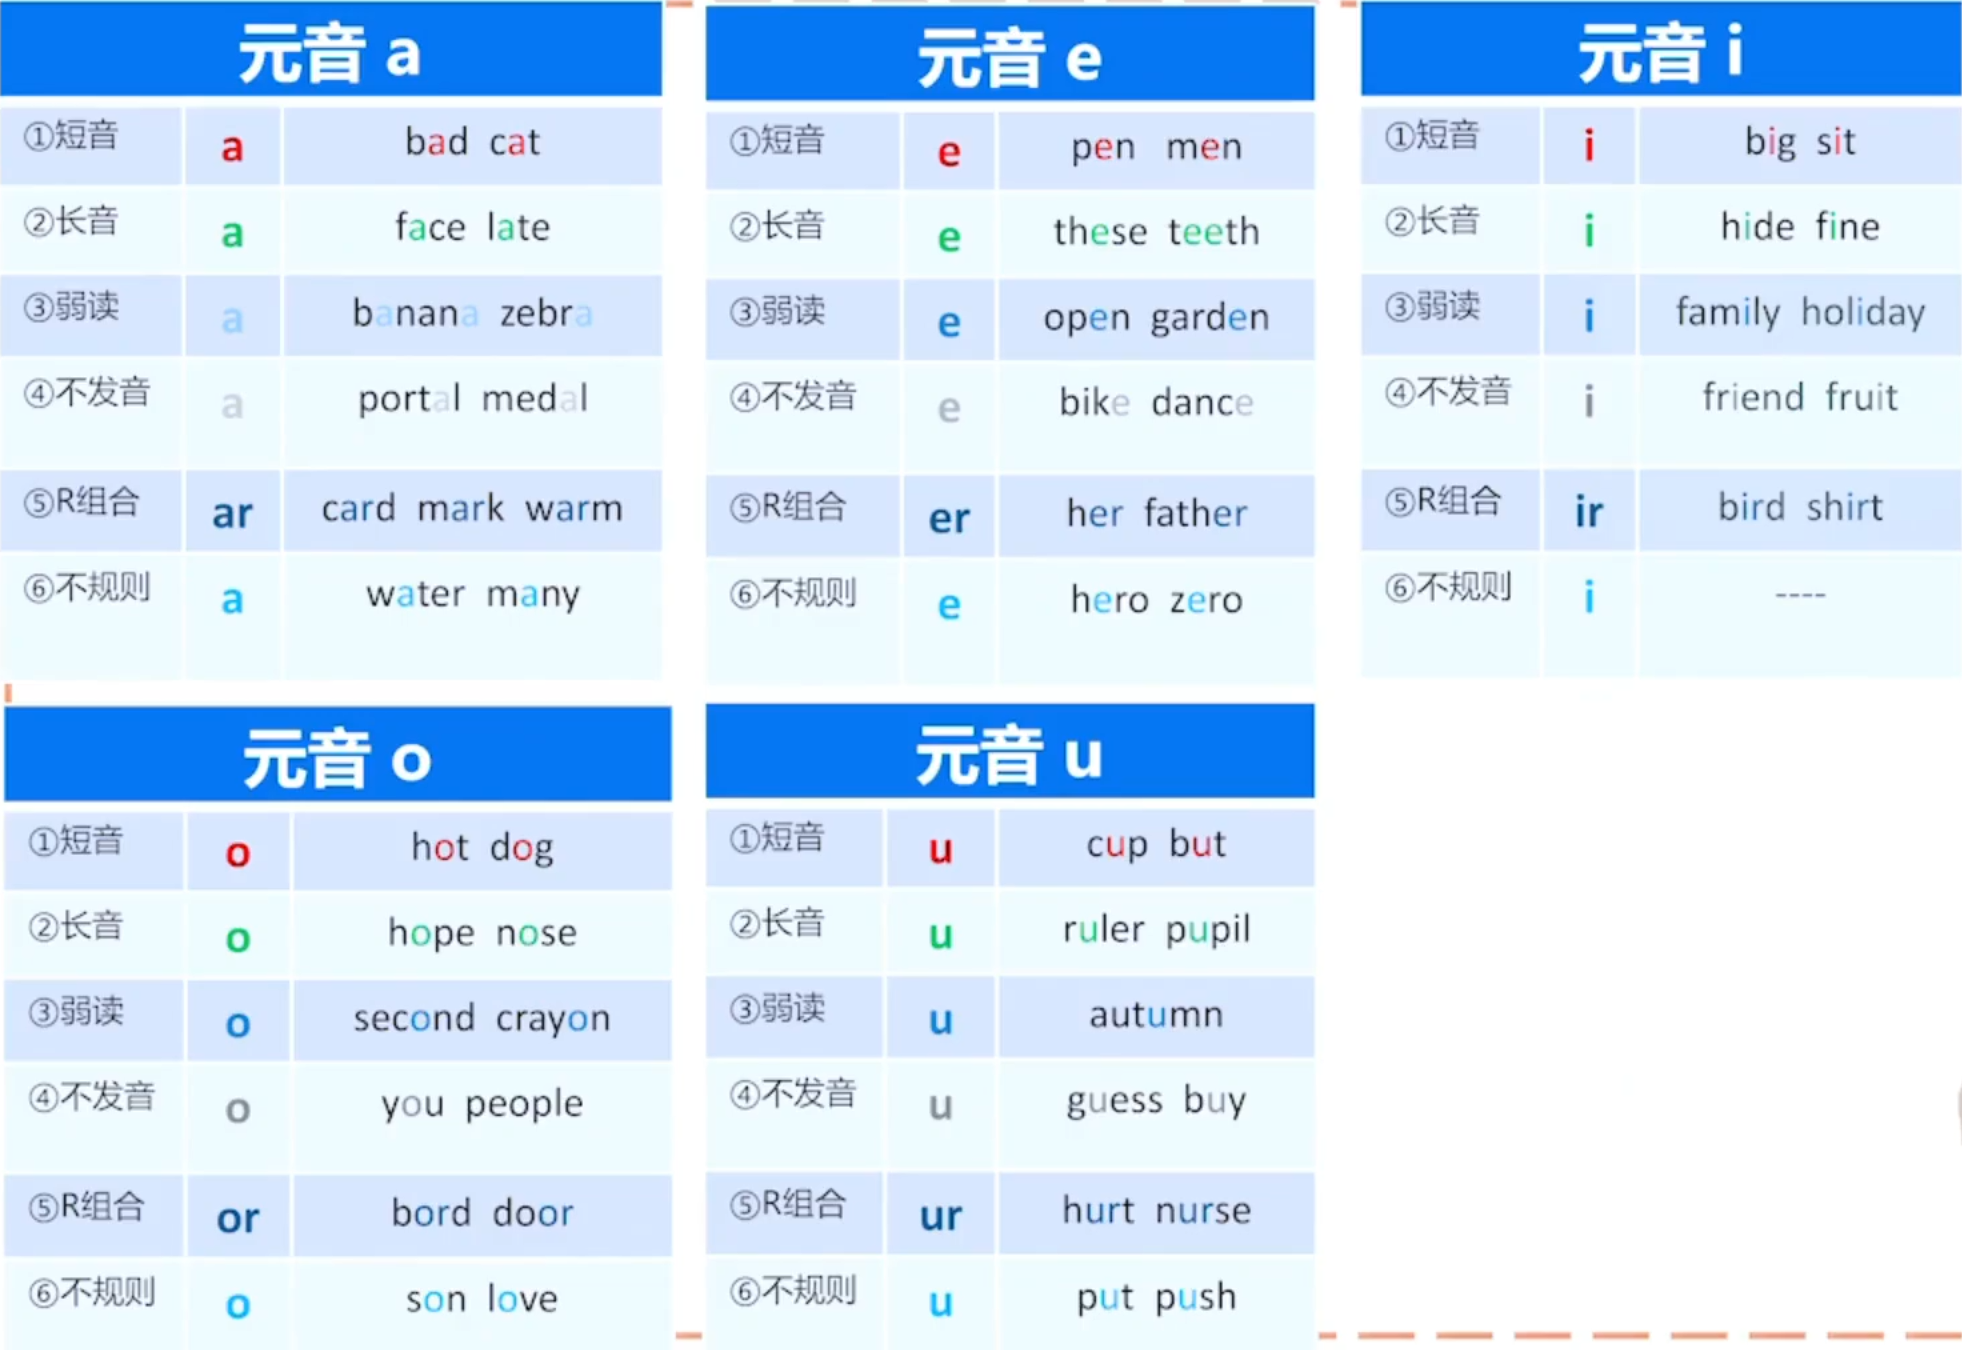 元音 a
①短音 a bad cat
②长音 a face late
③弱读 a banana zebra
④不发音 a portal medal
⑤R组合 ar card mark warm
⑥不规则 a water many
元音 e
①短音 e pen men
②长音 e these teeth
③弱读 e open garden
④不发音 e bike dance
⑤R组合 er her father
⑥不规则 e hero zero
元音 i
①短音 i big sit
②长音 i hide fine
③弱读 i family holiday
④不发音 i friend fruit
⑤R组合 ir bird shirt
⑥不规则 i ----
元音 o
①短音 o hot dog
②长音 o hope nose
③弱读 o second crayon
④不发音 o you people
⑤R组合 or bord door
⑥不规则 o son love
元音 u
①短音 u cup but
②长音 u ruler pupil
③弱读 u autumn
④不发音 u guess buy
⑤R组合 ur hurt nurse
⑥不规则 u put push